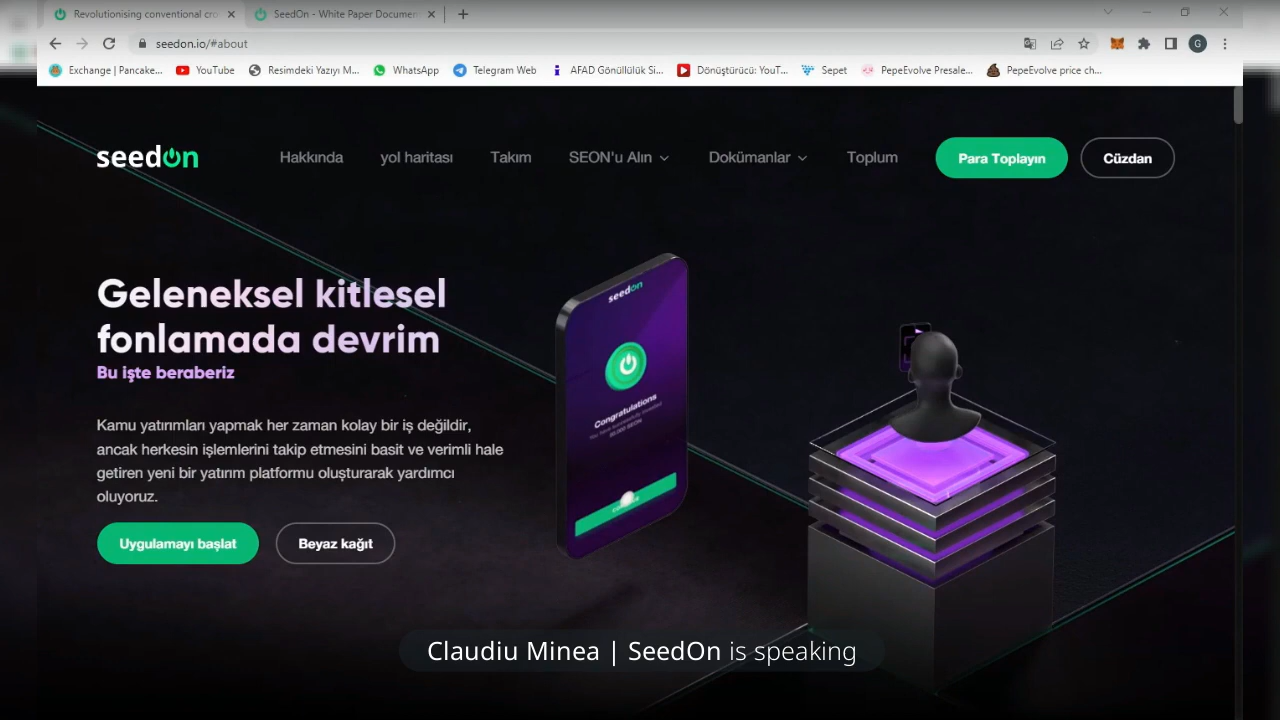 Revolutionising conventional cro
SeedOn - White Paper Documen
seedon.io/#about
G
Exchange | Pancake...
YouTube
Resimdeki Yazıyı M...
WhatsApp
Telegram Web
AFAD Gönüllülük Si...
Dönüştürücü: YouT...
Sepet
PepeEvolve Presale...
PepeEvolve price ch...
seedon
Hakkında
yol haritası
Takım
SEON'u Alın
Dokümanlar
Toplum
Para Toplayın
Cüzdan
Geleneksel kitlesel
fonlamada devrim
Bu işte beraberiz
Kamu yatırımları yapmak her zaman kolay bir iş değildir,
ancak herkesin işlemlerini takip etmesini basit ve verimli hale
getiren yeni bir yatırım platformu oluşturarak yardımcı
oluyoruz.
Uygulamayı başlat
Beyaz kağıt
seedon
Congratulations
Claudiu Minea | SeedOn is speaking